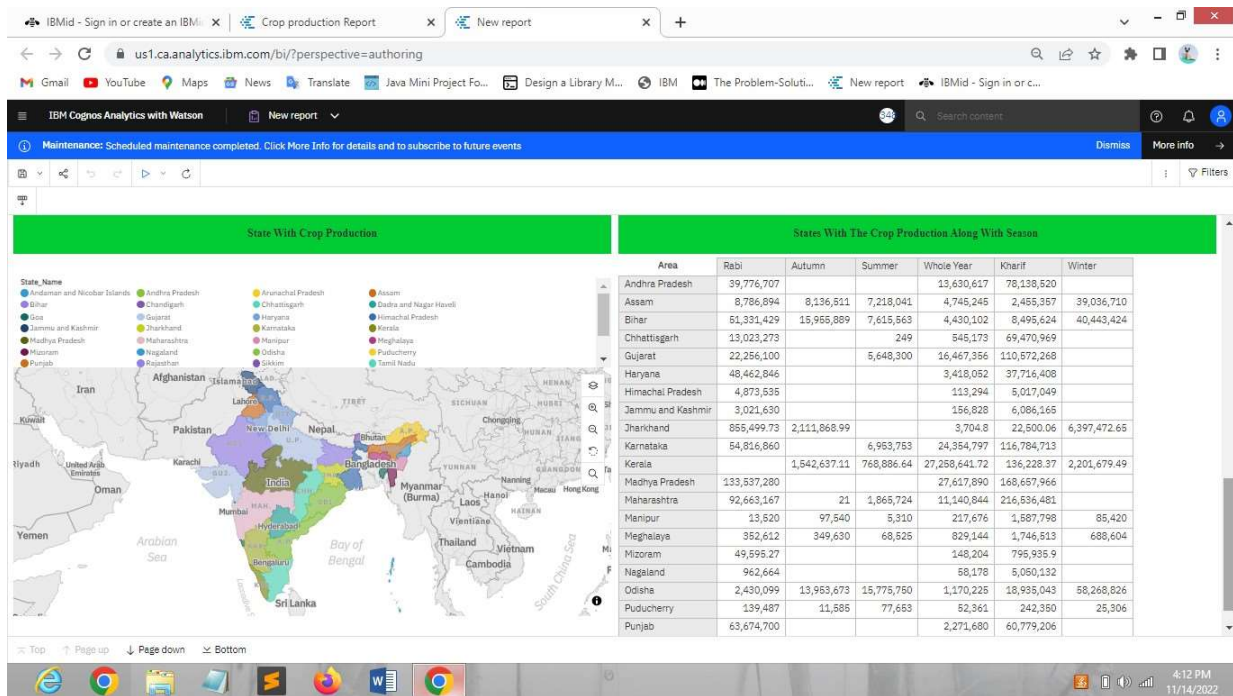 IBMid - Sign in or create an IBMi
Crop production Report
New report
us1.ca.analytics.ibm.com/bi/?perspective=authoring
Gmail YouTube Maps News Translate Java Mini Project Fo... Design a Library M... IBM The Problem-Soluti... New report IBMid - Sign in or c...
IBM Cognos Analytics with Watson New report 348 Search content
Maintenance: Scheduled maintenance completed. Click More Info for details and to subscribe to future events Dismiss More info
Filters
State With Crop Production
State_Name
Andaman and Nicobar Islands Andhra Pradesh Arunachal Pradesh Assam
Bihar Chandigarh Chhattisgarh Dadra and Nagar Haveli
Goa Gujarat Haryana Himachal Pradesh
Jammu and Kashmir Jharkhand Karnataka Kerala
Madhya Pradesh Maharashtra Manipur Meghalaya
Mizoram Nagaland Odisha Puducherry
Punjab Rajasthan Sikkim Tamil Nadu
Afghanistan Islamabad
Iran
TIBET SICHUAN HENAN
HUBEI
Lahore
Kuwait
Chongqing
Pakistan New Delhi Nepal Bhutan A.P. HUNAN
U.P.
Riyadh United Arab Emirates Karachi Bangladesh YUNNAN GUANGDONG
GUJ. India Nanning
Oman Myanmar (Burma) Hanoi Macau Hong Kong
Laos
Mumbai MAH. HAINAN
Hyderabad Vientiane
Yemen Arabian Sea Bay of Bengal Thailand Vietnam
Bengaluru Cambodia
South China Sea
Sri Lanka
States With The Crop Production Along With Season
Area Rabi Autumn Summer Whole Year Kharif Winter
Andhra Pradesh 39,776,707 13,630,617 78,138,520
Assam 8,786,894 8,136,511 7,218,041 4,745,245 2,455,357 39,036,710
Bihar 51,331,429 15,955,889 7,615,563 4,430,102 8,495,624 40,443,424
Chhattisgarh 13,023,273 249 545,173 69,470,969
Gujarat 22,256,100 5,648,300 16,467,356 110,572,268
Haryana 48,462,846 3,418,052 37,716,408
Himachal Pradesh 4,873,535 113,294 5,017,049
Jammu and Kashmir 3,021,630 156,828 6,086,165
Jharkhand 855,499.73 2,111,868.99 3,704.8 22,500.06 6,397,472.65
Karnataka 54,816,860 6,953,753 24,354,797 116,784,713
Kerala 1,542,637.11 768,886.64 27,258,641.72 136,228.37 2,201,679.49
Madhya Pradesh 133,537,280 27,617,890 168,657,966
Maharashtra 92,663,167 21 1,865,724 11,140,844 216,536,481
Manipur 13,520 97,540 5,310 217,676 1,587,798 85,420
Meghalaya 352,612 349,630 68,525 829,144 1,746,513 688,604
Mizoram 49,595.27 148,204 795,935.9
Nagaland 962,664 58,178 5,050,132
Odisha 2,430,099 13,953,673 15,775,750 1,170,225 18,935,043 58,268,826
Puducherry 139,487 11,585 77,653 52,361 242,350 25,306
Punjab 63,674,700 2,271,680 60,779,206
Top Page up Page down Bottom
4:12 PM
11/14/2022